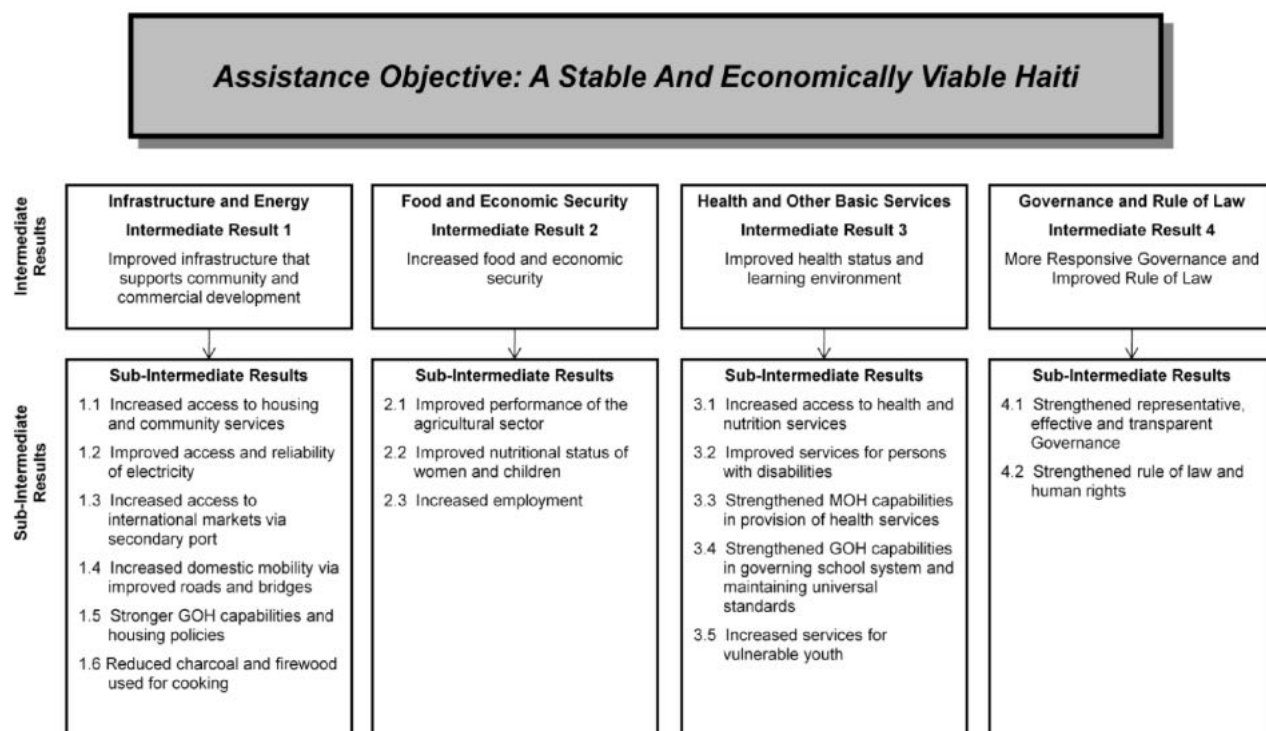 Assistance Objective: A Stable And Economically Viable Haiti
Intermediate
Results
Infrastructure and Energy
Intermediate Result 1
Improved infrastructure that
supports community and
commercial development
Food and Economic Security
Intermediate Result 2
Increased food and economic
security
Health and Other Basic Services
Intermediate Result 3
Improved health status and
learning environment
Governance and Rule of Law
Intermediate Result 4
More Responsive Governance and
Improved Rule of Law
Sub-Intermediate
Results
Sub-Intermediate Results
1.1 Increased access to housing
and community services
1.2 Improved access and reliability
of electricity
1.3 Increased access to
international markets via
secondary port
1.4 Increased domestic mobility via
improved roads and bridges
1.5 Stronger GOH capabilities and
housing policies
1.6 Reduced charcoal and firewood
used for cooking
Sub-Intermediate Results
2.1 Improved performance of the
agricultural sector
2.2 Improved nutritional status of
women and children
2.3 Increased employment
Sub-Intermediate Results
3.1 Increased access to health and
nutrition services
3.2 Improved services for persons
with disabilities
3.3 Strengthened MOH capabilities
in provision of health services
3.4 Strengthened GOH capabilities
in governing school system and
maintaining universal
standards
3.5 Increased services for
vulnerable youth
Sub-Intermediate Results
4.1 Strengthened representative,
effective and transparent
Governance
4.2 Strengthened rule of law and
human rights